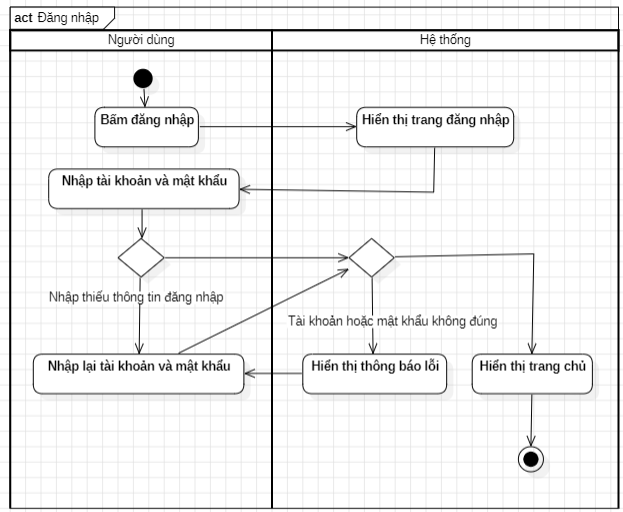 act Đăng nhập
Người dùng
Hệ thống
Bấm đăng nhập
Hiển thị trang đăng nhập
Nhập tài khoản và mật khẩu
Nhập thiếu thông tin đăng nhập
Tài khoản hoặc mật khẩu không đúng
Nhập lại tài khoản và mật khẩu
Hiển thị thông báo lỗi
Hiển thị trang chủ